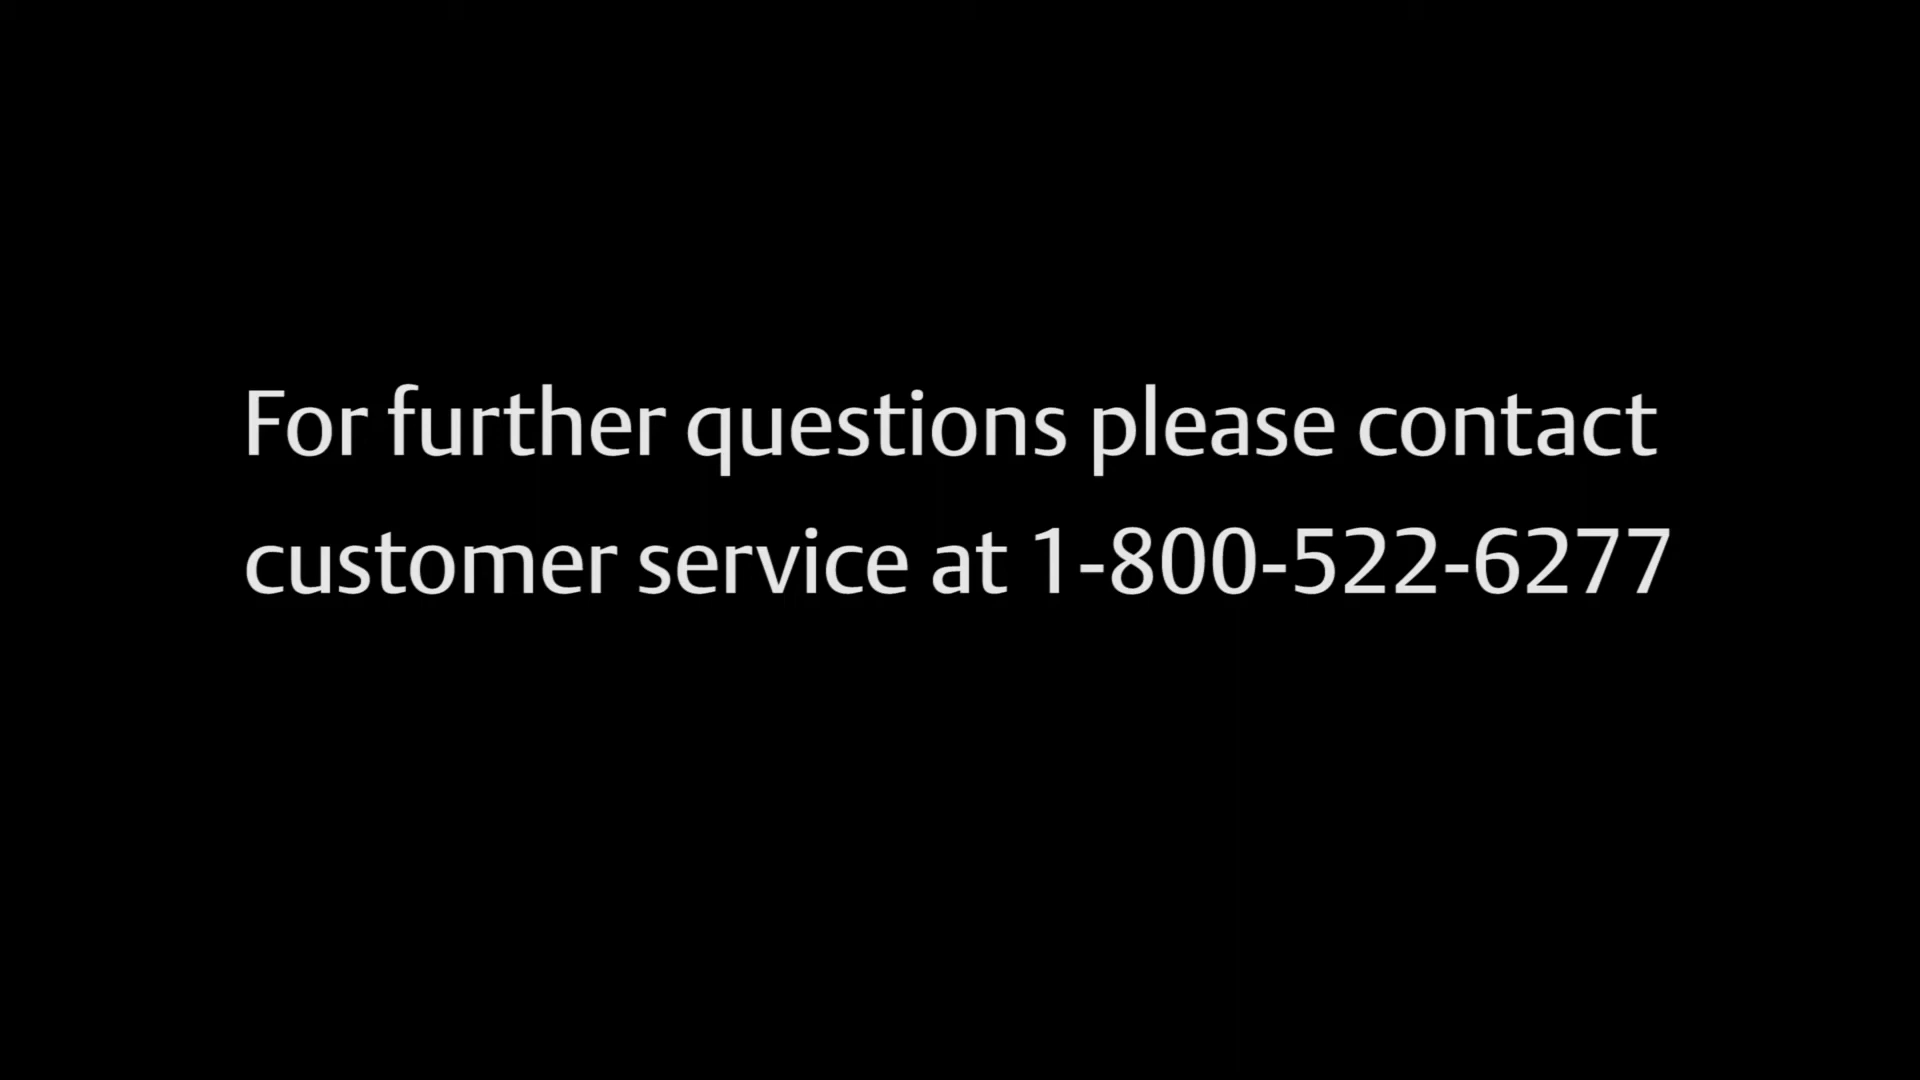 For further questions please contact
customer service at 1-800-522-6277